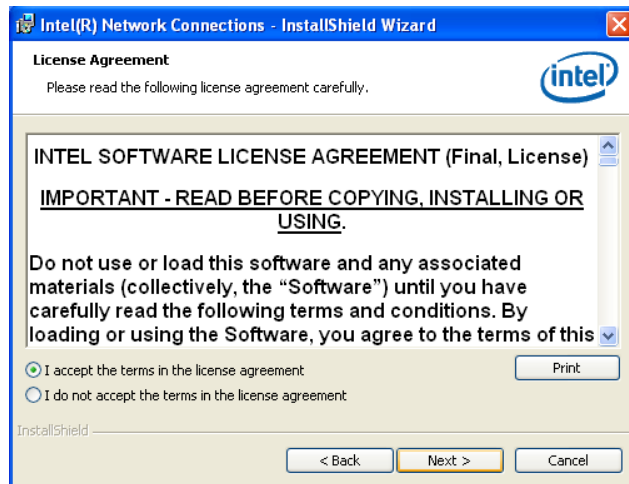 Intel(R) Network Connections - InstallShield Wizard
License Agreement
Please read the following license agreement carefully.
intel
INTEL SOFTWARE LICENSE AGREEMENT (Final, License)
IMPORTANT - READ BEFORE COPYING, INSTALLING OR
USING.
Do not use or load this software and any associated
materials (collectively, the “Software”) until you have
carefully read the following terms and conditions. By
loading or using the Software, you agree to the terms of this
I accept the terms in the license agreement
Print
I do not accept the terms in the license agreement
InstallShield
< Back
Next >
Cancel